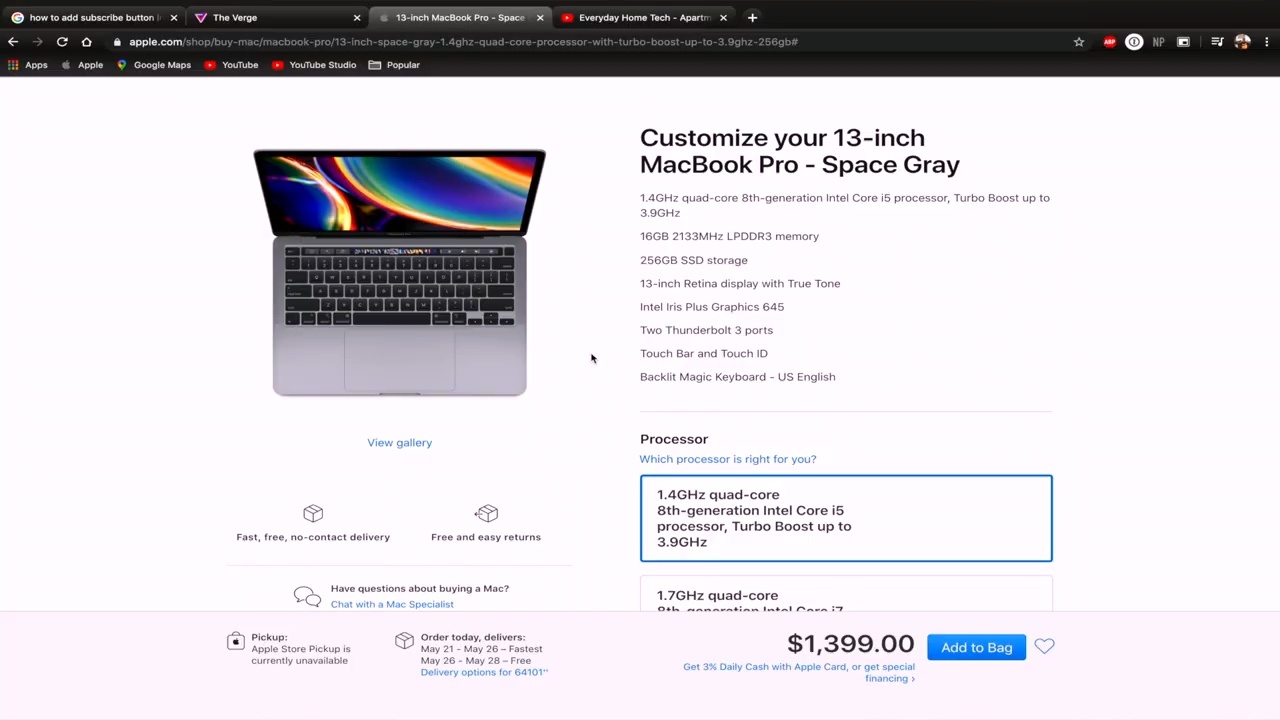 how to add subscribe button i
The Verge
13-inch MacBook Pro - Space
Everyday Home Tech - Apartm
apple.com/shop/buy-mac/macbook-pro/13-inch-space-gray-1.4ghz-quad-core-processor-with-turbo-boost-up-to-3.9ghz-256gb#
ABP
NP
Apps
Apple
Google Maps
YouTube
YouTube Studio
Popular
Customize your 13-inch
MacBook Pro - Space Gray
1.4GHz quad-core 8th-generation Intel Core i5 processor, Turbo Boost up to
3.9GHz
16GB 2133MHz LPDDR3 memory
256GB SSD storage
13-inch Retina display with True Tone
Intel Iris Plus Graphics 645
Two Thunderbolt 3 ports
Touch Bar and Touch ID
Backlit Magic Keyboard - US English
View gallery
Processor
Which processor is right for you?
1.4GHz quad-core
8th-generation Intel Core i5
processor, Turbo Boost up to
3.9GHz
Fast, free, no-contact delivery
Free and easy returns
Have questions about buying a Mac?
Chat with a Mac Specialist
1.7GHz quad-core
8th-generation Intel Core i7
Pickup:
Apple Store Pickup is
currently unavailable
Order today, delivers:
May 21 - May 26 – Fastest
May 26 - May 28 – Free
Delivery options for 64101**
$1,399.00
Add to Bag
Get 3% Daily Cash with Apple Card, or get special
financing ›